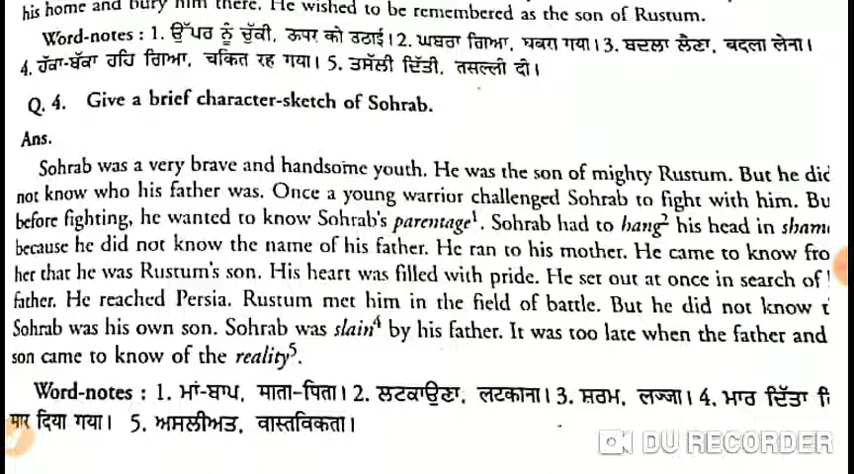 his home and bury him there. He wished to be remembered as the son of Rustum.
Word-notes : 1. ਉੱਪਰ ਨੂੰ ਚੁੱਕੀ, ऊपर को उठाई। 2. ਘਬਰਾ ਗਿਆ, घबरा गया। 3. ਬਦਲਾ ਲੈਣਾ, बदला लेना।
4. ਹੱਕਾ-ਬੱਕਾ ਰਹਿ ਗਿਆ, चकित रह गया। 5. ਤਸੱਲੀ ਦਿੱਤੀ, तसल्ली दी।
Q. 4. Give a brief character-sketch of Sohrab.
Ans.
Sohrab was a very brave and handsome youth. He was the son of mighty Rustum. But he did
not know who his father was. Once a young warrior challenged Sohrab to fight with him. Bu
before fighting, he wanted to know Sohrab's parentage1. Sohrab had to hang2 his head in sham
because he did not know the name of his father. He ran to his mother. He came to know fro
her that he was Rustum's son. His heart was filled with pride. He set out at once in search of
father. He reached Persia. Rustum met him in the field of battle. But he did not know t
Sohrab was his own son. Sohrab was slain4 by his father. It was too late when the father and
son came to know of the reality5.
Word-notes : 1. ਮਾਂ-ਬਾਪ, माता-पिता। 2. ਲਟਕਾਉਣਾ, लटकाना। 3. ਸ਼ਰਮ, लज्जा। 4. ਮਾਰ ਦਿੱਤਾ ਗਿ
मार दिया गया। 5. ਅਸਲੀਅਤ, वास्तविकता।
DU RECORDER